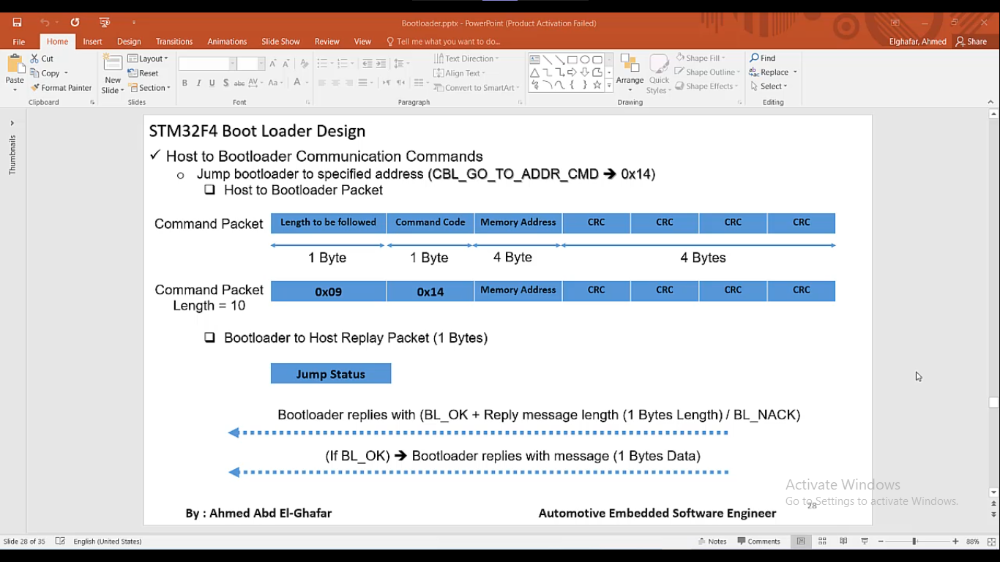 Bootloader.pptx - PowerPoint (Product Activation Failed)
File Home Insert Design Transitions Animations Slide Show Review View Tell me what you want to do... Elghafar, Ahmed Share
Paste
Cut
Copy
Format Painter
Clipboard
New
Slide
Layout
Reset
Section
Slides
B I U S abc AV Aa A
Font
Text Direction
Align Text
Convert to SmartArt
Paragraph
Arrange
Quick
Styles
Shape Fill
Shape Outline
Shape Effects
Drawing
Find
Replace
Select
Editing
Thumbnails
STM32F4 Boot Loader Design
✓ Host to Bootloader Communication Commands
o Jump bootloader to specified address (CBL_GO_TO_ADDR_CMD ➔ 0x14)
❑ Host to Bootloader Packet
Command Packet Length to be followed Command Code Memory Address CRC CRC CRC CRC
1 Byte 1 Byte 4 Byte 4 Bytes
Command Packet 0x09 0x14 Memory Address CRC CRC CRC CRC
Length = 10
❑ Bootloader to Host Replay Packet (1 Bytes)
Jump Status
Bootloader replies with (BL_OK + Reply message length (1 Bytes Length) / BL_NACK)
(If BL_OK) ➔ Bootloader replies with message (1 Bytes Data)
Activate Windows
Go to Settings to activate Windows.
28
By : Ahmed Abd El-Ghafar Automotive Embedded Software Engineer
Slide 28 of 35 English (United States) Notes Comments 88%